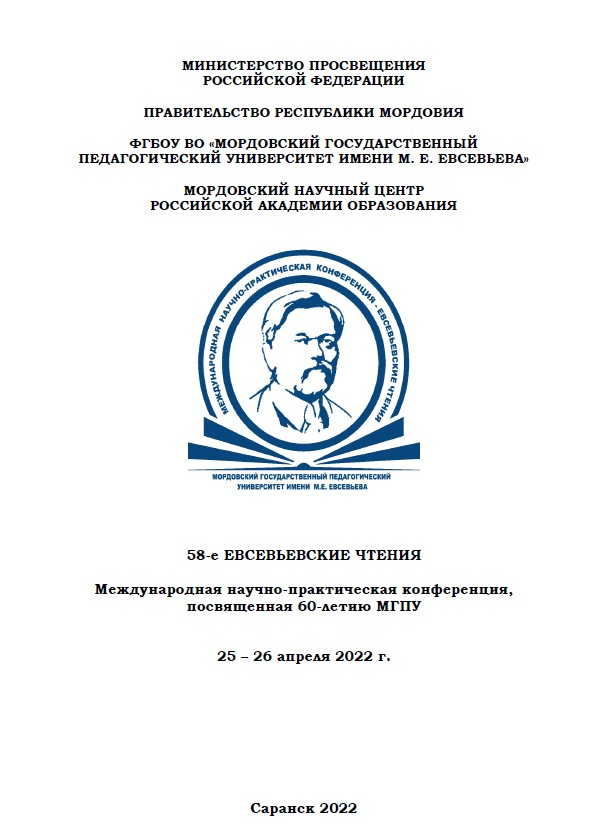 МИНИСТЕРСТВО ПРОСВЕЩЕНИЯ
РОССИЙСКОЙ ФЕДЕРАЦИИ
ПРАВИТЕЛЬСТВО РЕСПУБЛИКИ МОРДОВИЯ
ФГБОУ ВО «МОРДОВСКИЙ ГОСУДАРСТВЕННЫЙ
ПЕДАГОГИЧЕСКИЙ УНИВЕРСИТЕТ ИМЕНИ М. Е. ЕВСЕВЬЕВА»
МОРДОВСКИЙ НАУЧНЫЙ ЦЕНТР
РОССИЙСКОЙ АКАДЕМИИ ОБРАЗОВАНИЯ
МЕЖДУНАРОДНАЯ НАУЧНО-ПРАКТИЧЕСКАЯ КОНФЕРЕНЦИЯ - ЕВСЕВЬЕВСКИЕ ЧТЕНИЯ
МОРДОВСКИЙ ГОСУДАРСТВЕННЫЙ ПЕДАГОГИЧЕСКИЙ
УНИВЕРСИТЕТ ИМЕНИ М.Е. ЕВСЕВЬЕВА
58-е ЕВСЕВЬЕВСКИЕ ЧТЕНИЯ
Международная научно-практическая конференция,
посвященная 60-летию МГПУ
25 – 26 апреля 2022 г.
Саранск 2022